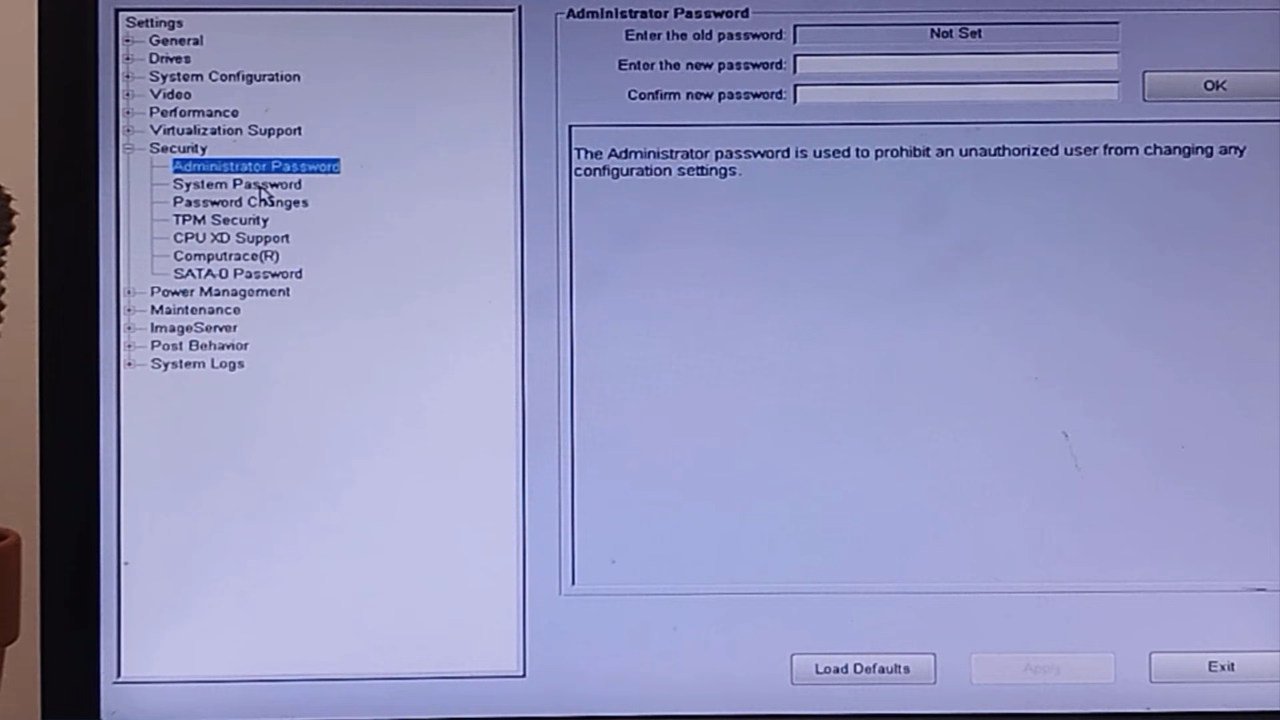 Settings
General
Drives
System Configuration
Video
Performance
Virtualization Support
Security
Administrator Password
System Password
Password Changes
TPM Security
CPU XD Support
Computrace(R)
SATA-0 Password
Power Management
Maintenance
ImageServer
Post Behavior
System Logs
Administrator Password
Enter the old password: Not Set
Enter the new password:
Confirm new password:
OK
The Administrator password is used to prohibit an unauthorized user from changing any
configuration settings.
Load Defaults Apply Exit